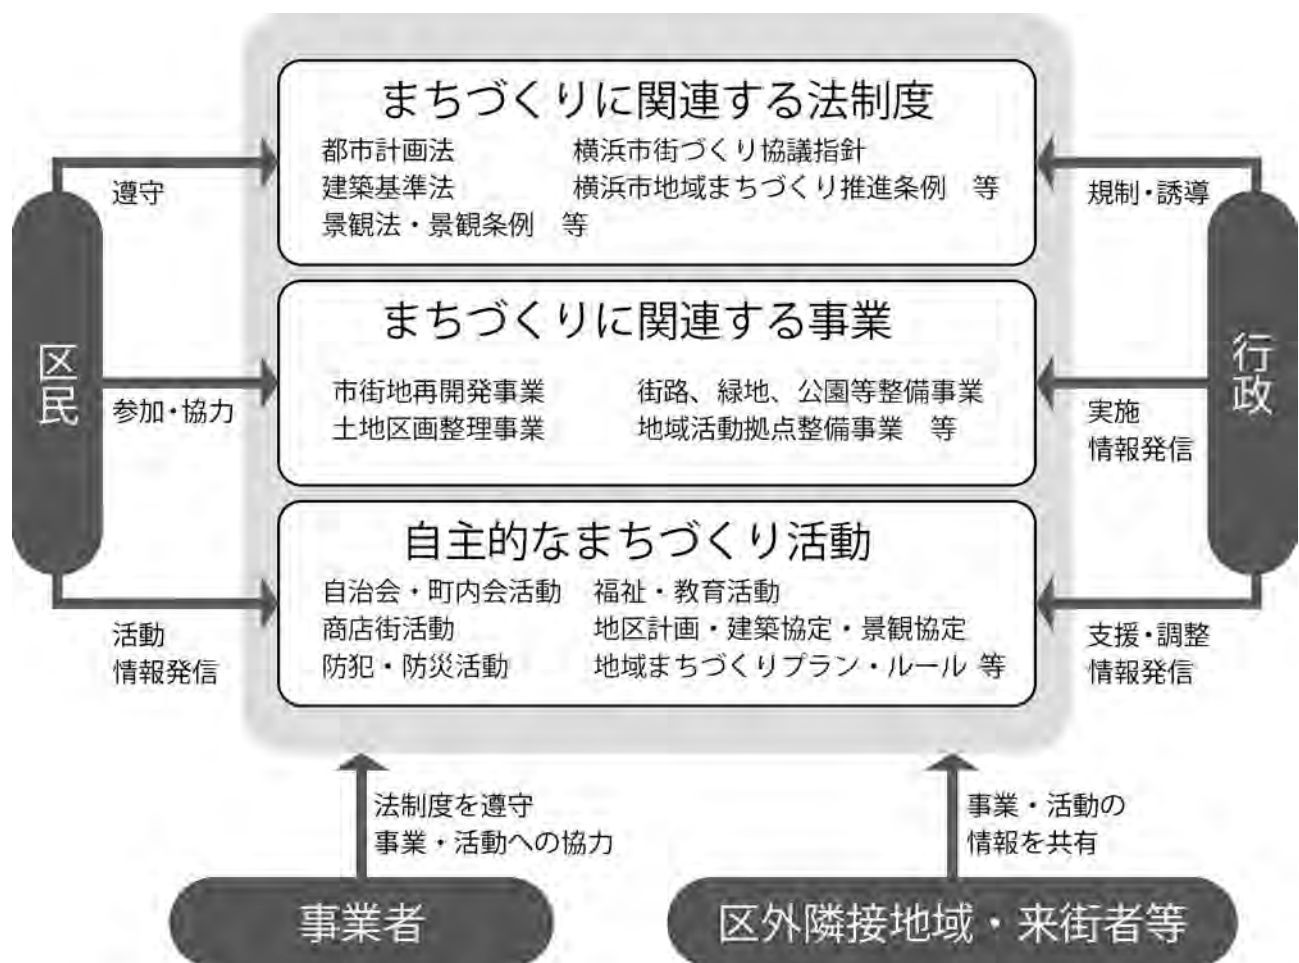 まちづくりに関連する法制度
都市計画法　横浜市街づくり協議指針
建築基準法　横浜市地域まちづくり推進条例　等
景観法・景観条例　等
遵守
規制・誘導
区民
行政
まちづくりに関連する事業
市街地再開発事業　街路、緑地、公園等整備事業
土地区画整理事業　地域活動拠点整備事業　等
参加・協力
実施
情報発信
自主的なまちづくり活動
自治会・町内会活動　福祉・教育活動
商店街活動　地区計画・建築協定・景観協定
防犯・防災活動　地域まちづくりプラン・ルール 等
活動
情報発信
支援・調整
情報発信
法制度を遵守
事業・活動への協力
事業・活動の
情報を共有
事業者
区外隣接地域・来街者等